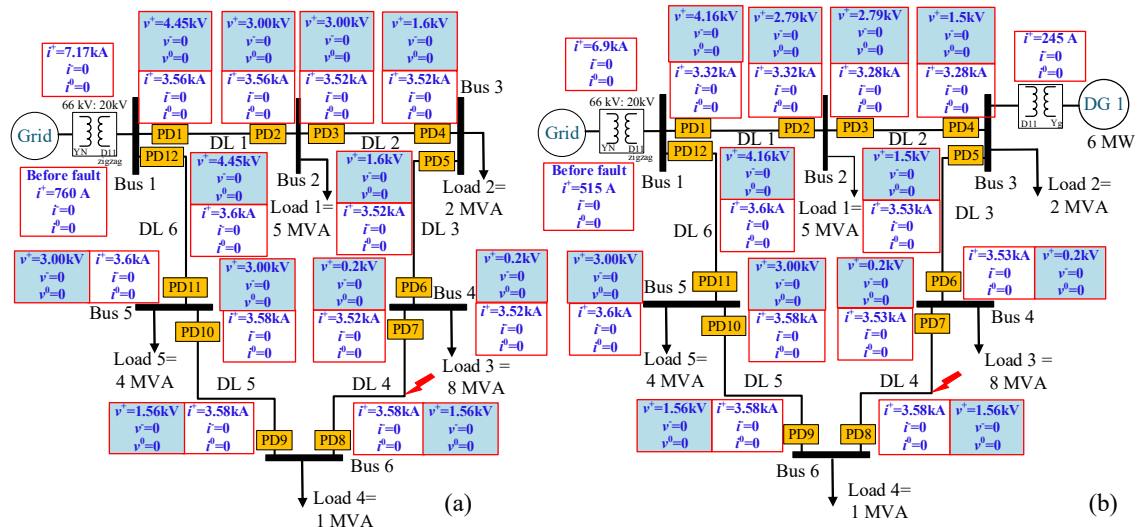 v⁺=4.45kV
v⁻=0
v⁰=0
i⁺=3.56kA
i⁻=0
i⁰=0
v⁺=3.00kV
v⁻=0
v⁰=0
i⁺=3.56kA
i⁻=0
i⁰=0
v⁺=3.00kV
v⁻=0
v⁰=0
i⁺=3.52kA
i⁻=0
i⁰=0
v⁺=1.6kV
v⁻=0
v⁰=0
i⁺=3.52kA
i⁻=0
i⁰=0
Bus 3
i⁺=7.17kA
i⁻=0
i⁰=0
66 kV: 20kV
Grid
YN
D11
zigzag
PD1
DL 1
PD2
PD3
DL 2
PD4
PD12
PD5
Bus 1
Bus 2
Before fault
i⁺=760 A
i⁻=0
i⁰=0
v⁺=4.45kV
v⁻=0
v⁰=0
i⁺=3.6kA
i⁻=0
i⁰=0
Load 1=
5 MVA
v⁺=1.6kV
v⁻=0
v⁰=0
i⁺=3.52kA
i⁻=0
i⁰=0
Load 2=
2 MVA
DL 6
DL 3
v⁺=3.00kV
v⁻=0
v⁰=0
i⁺=3.6kA
i⁻=0
i⁰=0
PD11
Bus 5
PD10
v⁺=3.00kV
v⁻=0
v⁰=0
i⁺=3.58kA
i⁻=0
i⁰=0
v⁺=0.2kV
v⁻=0
v⁰=0
i⁺=3.52kA
i⁻=0
i⁰=0
PD6
Bus 4
PD7
v⁺=0.2kV
v⁻=0
v⁰=0
i⁺=3.52kA
i⁻=0
i⁰=0
Load 5=
4 MVA
Load 3 =
8 MVA
DL 5
DL 4
v⁺=1.56kV
v⁻=0
v⁰=0
i⁺=3.58kA
i⁻=0
i⁰=0
PD9
PD8
i⁺=3.58kA
i⁻=0
i⁰=0
v⁺=1.56kV
v⁻=0
v⁰=0
Bus 6
Load 4=
1 MVA
(a)
v⁺=4.16kV
v⁻=0
v⁰=0
i⁺=3.32kA
i⁻=0
i⁰=0
v⁺=2.79kV
v⁻=0
v⁰=0
i⁺=3.32kA
i⁻=0
i⁰=0
v⁺=2.79kV
v⁻=0
v⁰=0
i⁺=3.28kA
i⁻=0
i⁰=0
v⁺=1.5kV
v⁻=0
v⁰=0
i⁺=3.28kA
i⁻=0
i⁰=0
i⁺=245 A
i⁻=0
i⁰=0
i⁺=6.9kA
i⁻=0
i⁰=0
66 kV: 20kV
Grid
YN
D11
zigzag
PD1
DL 1
PD2
PD3
DL 2
PD4
D11
Yg
DG 1
6 MW
PD12
PD5
Bus 1
Bus 2
Bus 3
Before fault
i⁺=515 A
i⁻=0
i⁰=0
v⁺=4.16kV
v⁻=0
v⁰=0
i⁺=3.6kA
i⁻=0
i⁰=0
Load 1=
5 MVA
v⁺=1.5kV
v⁻=0
v⁰=0
i⁺=3.53kA
i⁻=0
i⁰=0
Load 2=
2 MVA
DL 6
DL 3
v⁺=3.00kV
v⁻=0
v⁰=0
i⁺=3.6kA
i⁻=0
i⁰=0
PD11
Bus 5
PD10
v⁺=3.00kV
v⁻=0
v⁰=0
i⁺=3.58kA
i⁻=0
i⁰=0
v⁺=0.2kV
v⁻=0
v⁰=0
i⁺=3.53kA
i⁻=0
i⁰=0
PD6
i⁺=3.53kA
i⁻=0
i⁰=0
v⁺=0.2kV
v⁻=0
v⁰=0
Bus 4
PD7
Load 5=
4 MVA
Load 3 =
8 MVA
DL 5
DL 4
v⁺=1.56kV
v⁻=0
v⁰=0
i⁺=3.58kA
i⁻=0
i⁰=0
PD9
PD8
i⁺=3.58kA
i⁻=0
i⁰=0
v⁺=1.56kV
v⁻=0
v⁰=0
Bus 6
Load 4=
1 MVA
(b)